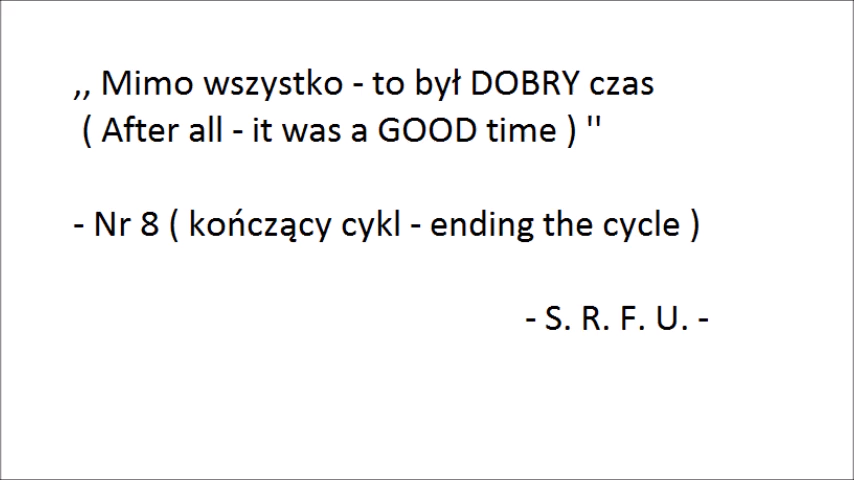 ,, Mimo wszystko - to był DOBRY czas
( After all - it was a GOOD time ) "
- Nr 8 ( kończący cykl - ending the cycle )
- S. R. F. U. -